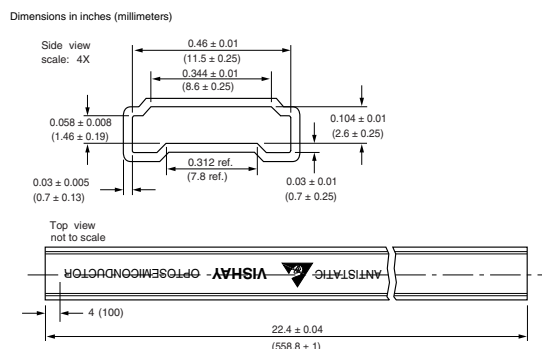 Dimensions in inches (millimeters)
Side view
scale: 4X
0.46 ± 0.01
(11.5 ± 0.25)
0.344 ± 0.01
(8.6 ± 0.25)
0.058 ± 0.008
(1.46 ± 0.19)
0.104 ± 0.01
(2.6 ± 0.25)
0.312 ref.
(7.8 ref.)
0.03 ± 0.005
(0.7 ± 0.13)
0.03 ± 0.01
(0.7 ± 0.25)
Top view
not to scale
ANTISTATIC VISHAY OPTOSEMICONDUCTOR
4 (100)
22.4 ± 0.04
(558.8 ± 1)